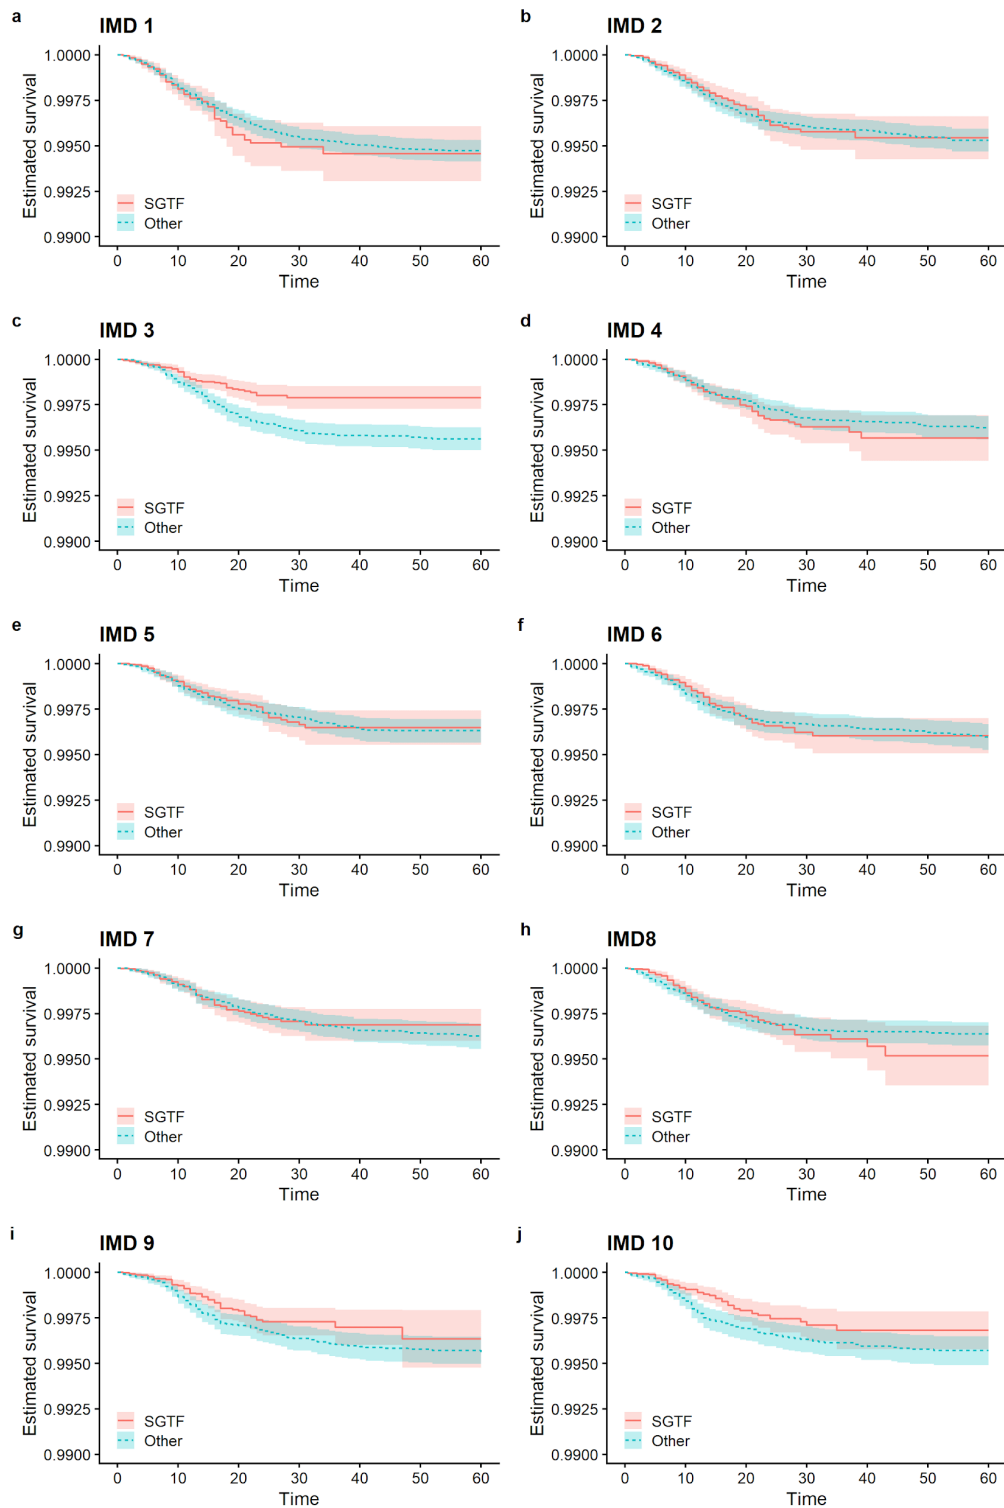 a
IMD 1
Estimated survival
1.0000
0.9975
0.9950
0.9925
0.9900
SGTF
Other
0 10 20 30 40 50 60
Time
b
IMD 2
Estimated survival
1.0000
0.9975
0.9950
0.9925
0.9900
SGTF
Other
0 10 20 30 40 50 60
Time
c
IMD 3
Estimated survival
1.0000
0.9975
0.9950
0.9925
0.9900
SGTF
Other
0 10 20 30 40 50 60
Time
d
IMD 4
Estimated survival
1.0000
0.9975
0.9950
0.9925
0.9900
SGTF
Other
0 10 20 30 40 50 60
Time
e
IMD 5
Estimated survival
1.0000
0.9975
0.9950
0.9925
0.9900
SGTF
Other
0 10 20 30 40 50 60
Time
f
IMD 6
Estimated survival
1.0000
0.9975
0.9950
0.9925
0.9900
SGTF
Other
0 10 20 30 40 50 60
Time
g
IMD 7
Estimated survival
1.0000
0.9975
0.9950
0.9925
0.9900
SGTF
Other
0 10 20 30 40 50 60
Time
h
IMD8
Estimated survival
1.0000
0.9975
0.9950
0.9925
0.9900
SGTF
Other
0 10 20 30 40 50 60
Time
i
IMD 9
Estimated survival
1.0000
0.9975
0.9950
0.9925
0.9900
SGTF
Other
0 10 20 30 40 50 60
Time
j
IMD 10
Estimated survival
1.0000
0.9975
0.9950
0.9925
0.9900
SGTF
Other
0 10 20 30 40 50 60
Time